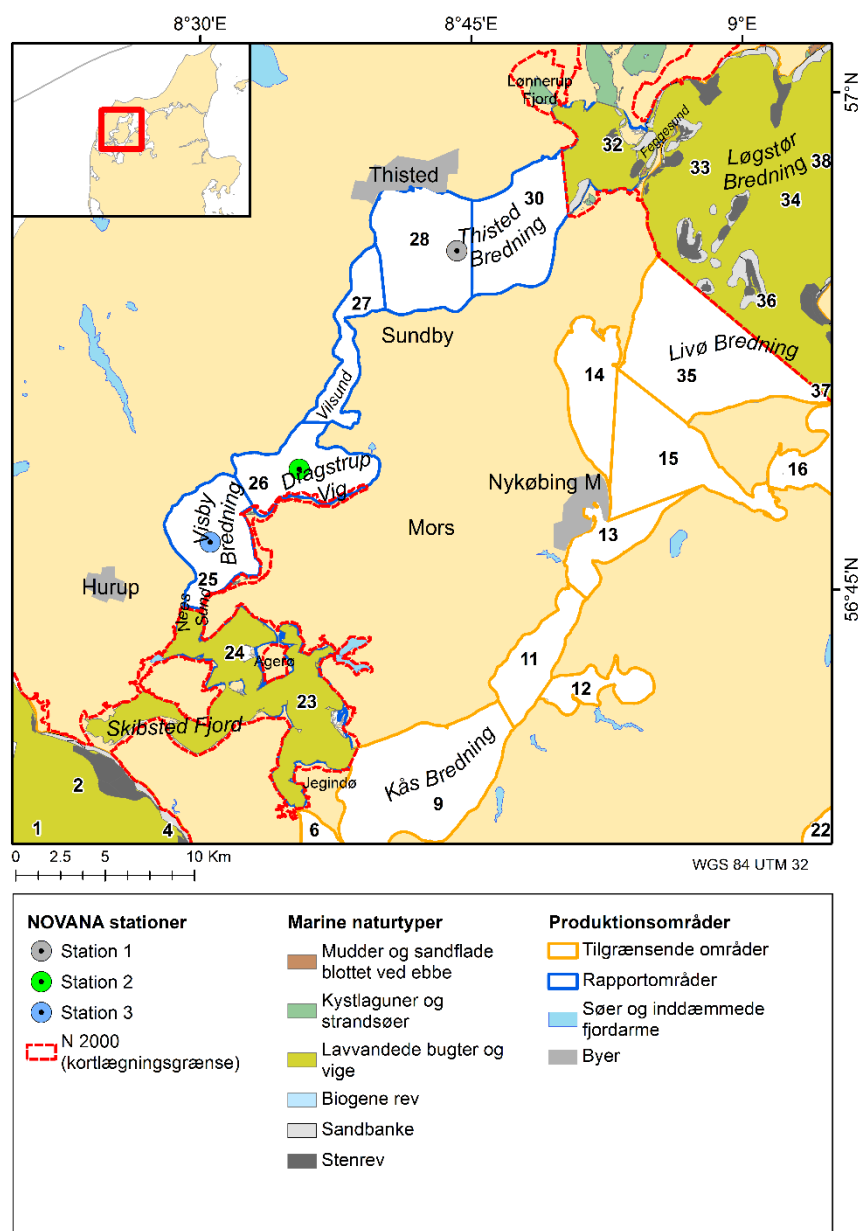 8°30'E
8°45'E
9°E
57°N
Lønnerup
Fjord
32
Feggesund
33
Løgstør
Bredning
38
34
Thisted
30
28
Thisted
Bredning
36
27
Sundby
Livø Bredning
35
37
14
Vilsund
15
16
26
Dragstrup
Vig
Nykøbing M
Visby
Bredning
Mors
13
25
Hurup
56°45'N
Nees
Sund
24
Agerø
11
12
23
Skibsted Fjord
Kås Bredning
Jegindø
2
9
1
4
6
22
0 2.5 5 10 Km
WGS 84 UTM 32
NOVANA stationer
Station 1
Station 2
Station 3
N 2000
(kortlægningsgrænse)
Marine naturtyper
Mudder og sandflade
blottet ved ebbe
Kystlaguner og
strandsøer
Lavvandede bugter og
vige
Biogene rev
Sandbanke
Stenrev
Produktionsområder
Tilgrænsende områder
Rapportområder
Søer og inddæmmede
fjordarme
Byer